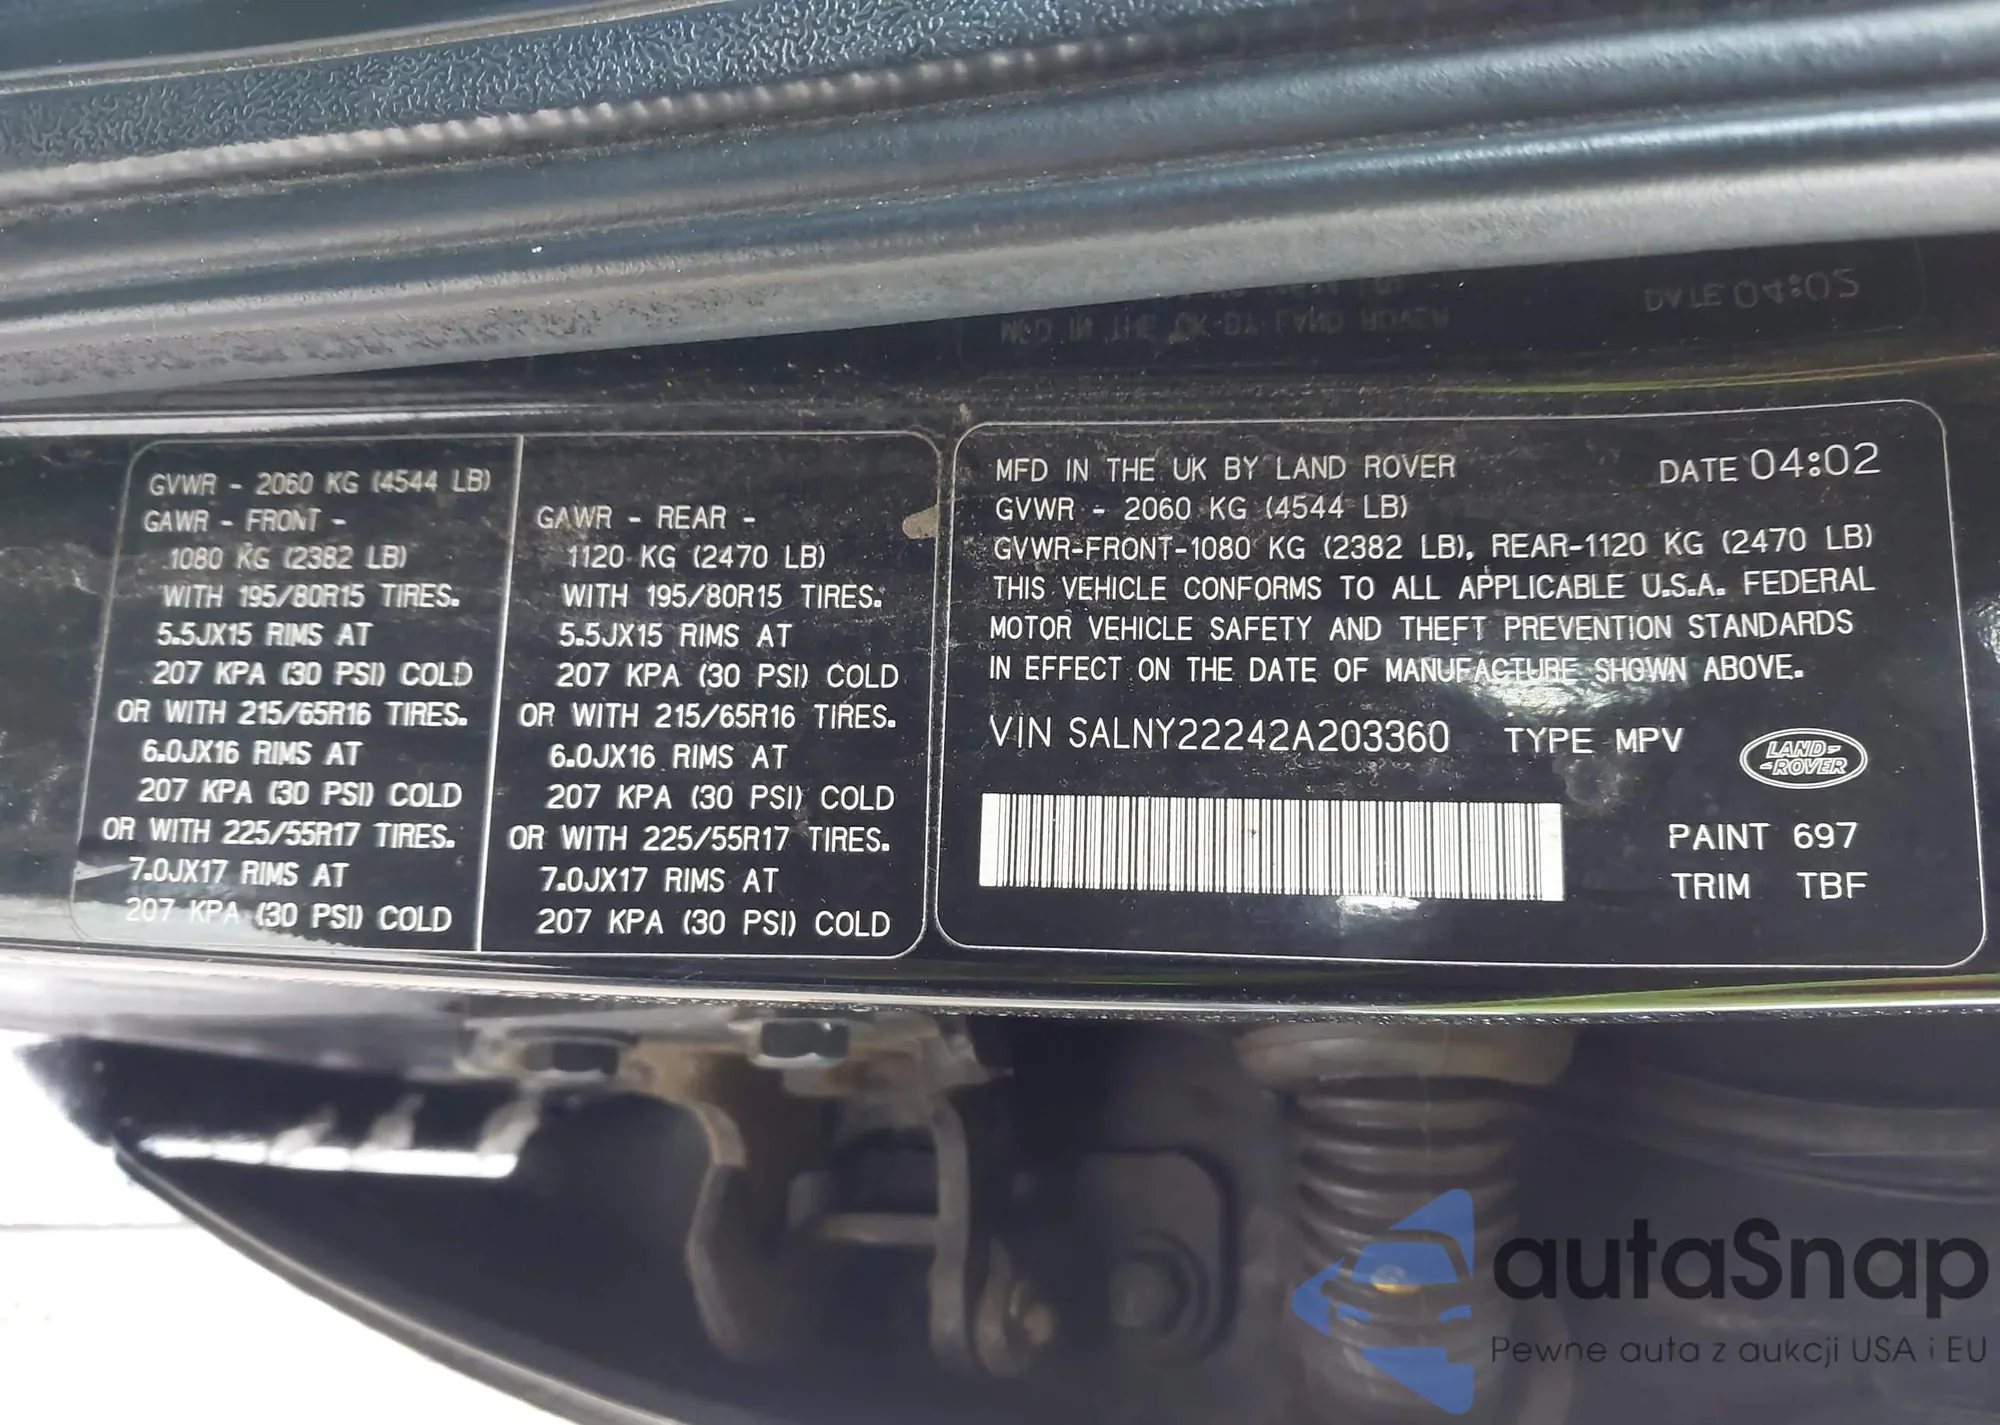 GVWR - 2060 KG (4544 LB)
GAWR - FRONT -
1080 KG (2382 LB)
WITH 195/80R15 TIRES.
5.5JX15 RIMS AT
207 KPA (30 PSI) COLD
OR WITH 215/65R16 TIRES.
6.0JX16 RIMS AT
207 KPA (30 PSI) COLD
OR WITH 225/55R17 TIRES.
7.0JX17 RIMS AT
207 KPA (30 PSI) COLD
GAWR - REAR -
1120 KG (2470 LB)
WITH 195/80R15 TIRES.
5.5JX15 RIMS AT
207 KPA (30 PSI) COLD
OR WITH 215/65R16 TIRES.
6.0JX16 RIMS AT
207 KPA (30 PSI) COLD
OR WITH 225/55R17 TIRES.
7.0JX17 RIMS AT
207 KPA (30 PSI) COLD
MFD IN THE UK BY LAND ROVER DATE 04:02
GVWR - 2060 KG (4544 LB)
GVWR-FRONT-1080 KG (2382 LB), REAR-1120 KG (2470 LB)
THIS VEHICLE CONFORMS TO ALL APPLICABLE U.S.A. FEDERAL
MOTOR VEHICLE SAFETY AND THEFT PREVENTION STANDARDS
IN EFFECT ON THE DATE OF MANUFACTURE SHOWN ABOVE.
VIN SALNY22242A203360 TYPE MPV
LAND-
-ROVER
PAINT 697
TRIM TBF
autaSnap
Pewne auta z aukcji USA i EU